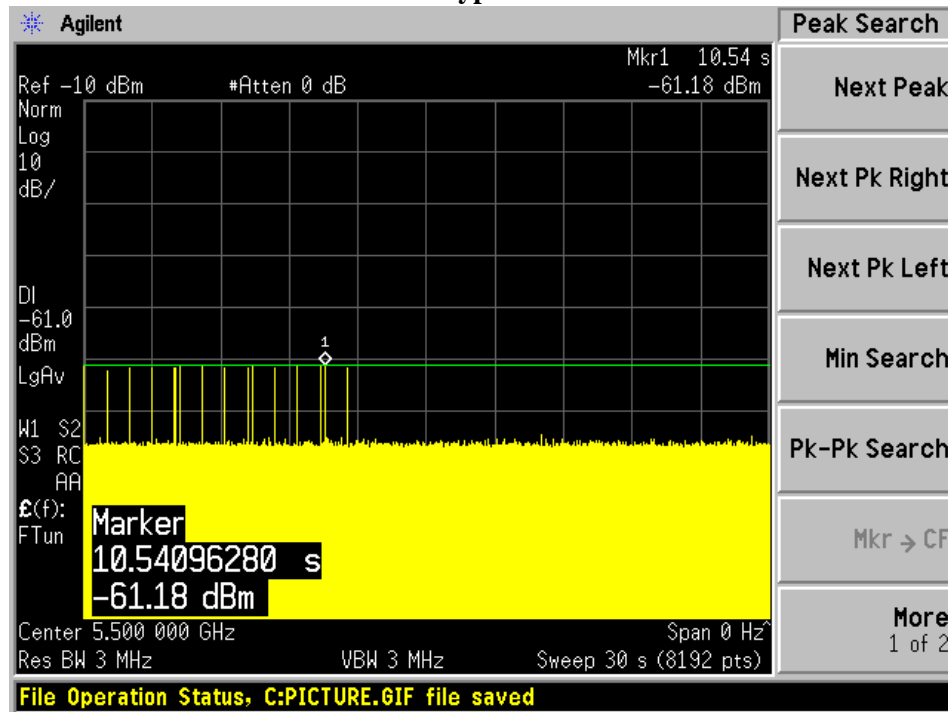 Agilent
Peak Search
Mkr1 10.54 s
Ref -10 dBm #Atten 0 dB -61.18 dBm
Norm
Log
10
dB/
DI
-61.0
dBm
LgAv
1
W1 S2
S3 RC
AA
£(f):
FTun
Marker
10.54096280 s
-61.18 dBm
Center 5.500 000 GHz Span 0 Hz^
Res BW 3 MHz VBW 3 MHz Sweep 30 s (8192 pts)
File Operation Status, C:PICTURE.GIF file saved
Next Peak
Next Pk Right
Next Pk Left
Min Search
Pk-Pk Search
Mkr → CF
More
1 of 2